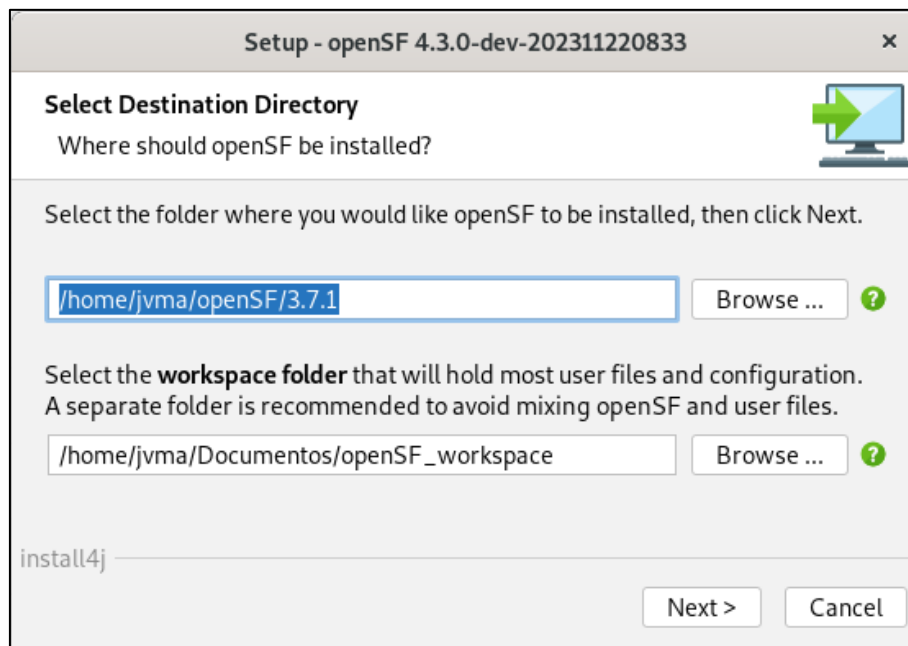 Setup - openSF 4.3.0-dev-202311220833
×
Select Destination Directory
Where should openSF be installed?
Select the folder where you would like openSF to be installed, then click Next.
/home/jvma/openSF/3.7.1
Browse ...
?
Select the workspace folder that will hold most user files and configuration.
A separate folder is recommended to avoid mixing openSF and user files.
/home/jvma/Documentos/openSF_workspace
Browse ...
?
install4j
Next >
Cancel